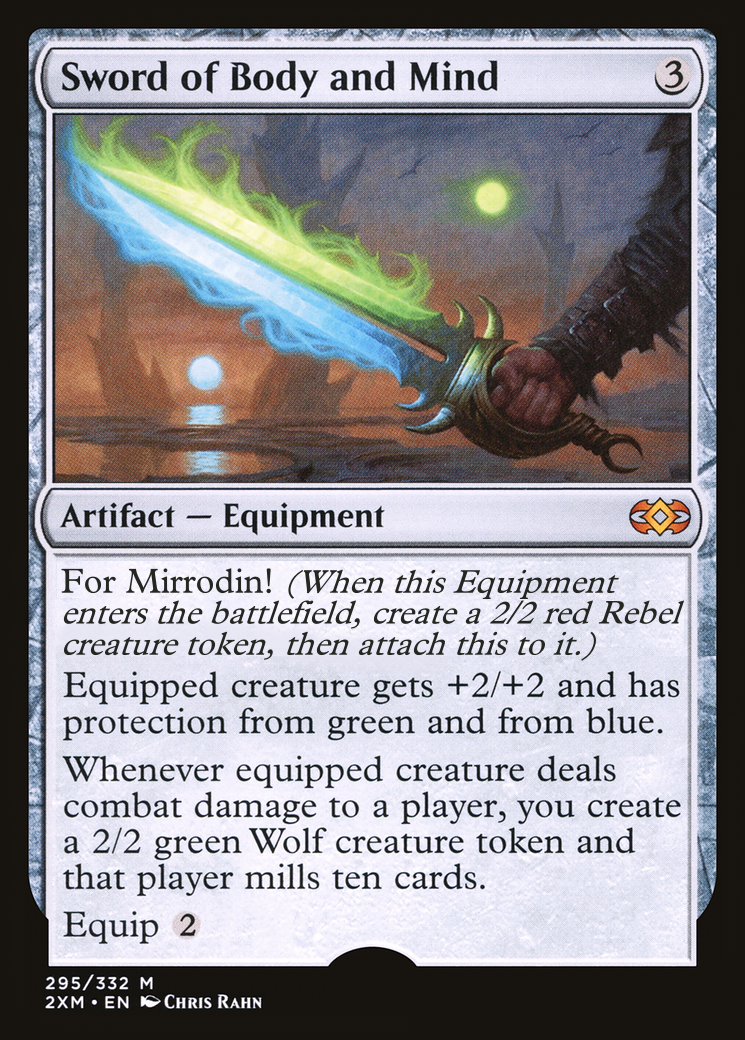 Sword of Body and Mind 3
Artifact — Equipment
For Mirrodin! (When this Equipment
enters the battlefield, create a 2/2 red Rebel
creature token, then attach this to it.)
Equipped creature gets +2/+2 and has
protection from green and from blue.
Whenever equipped creature deals
combat damage to a player, you create
a 2/2 green Wolf creature token and
that player mills ten cards.
Equip 2
295/332 M
2XM • EN Chris Rahn